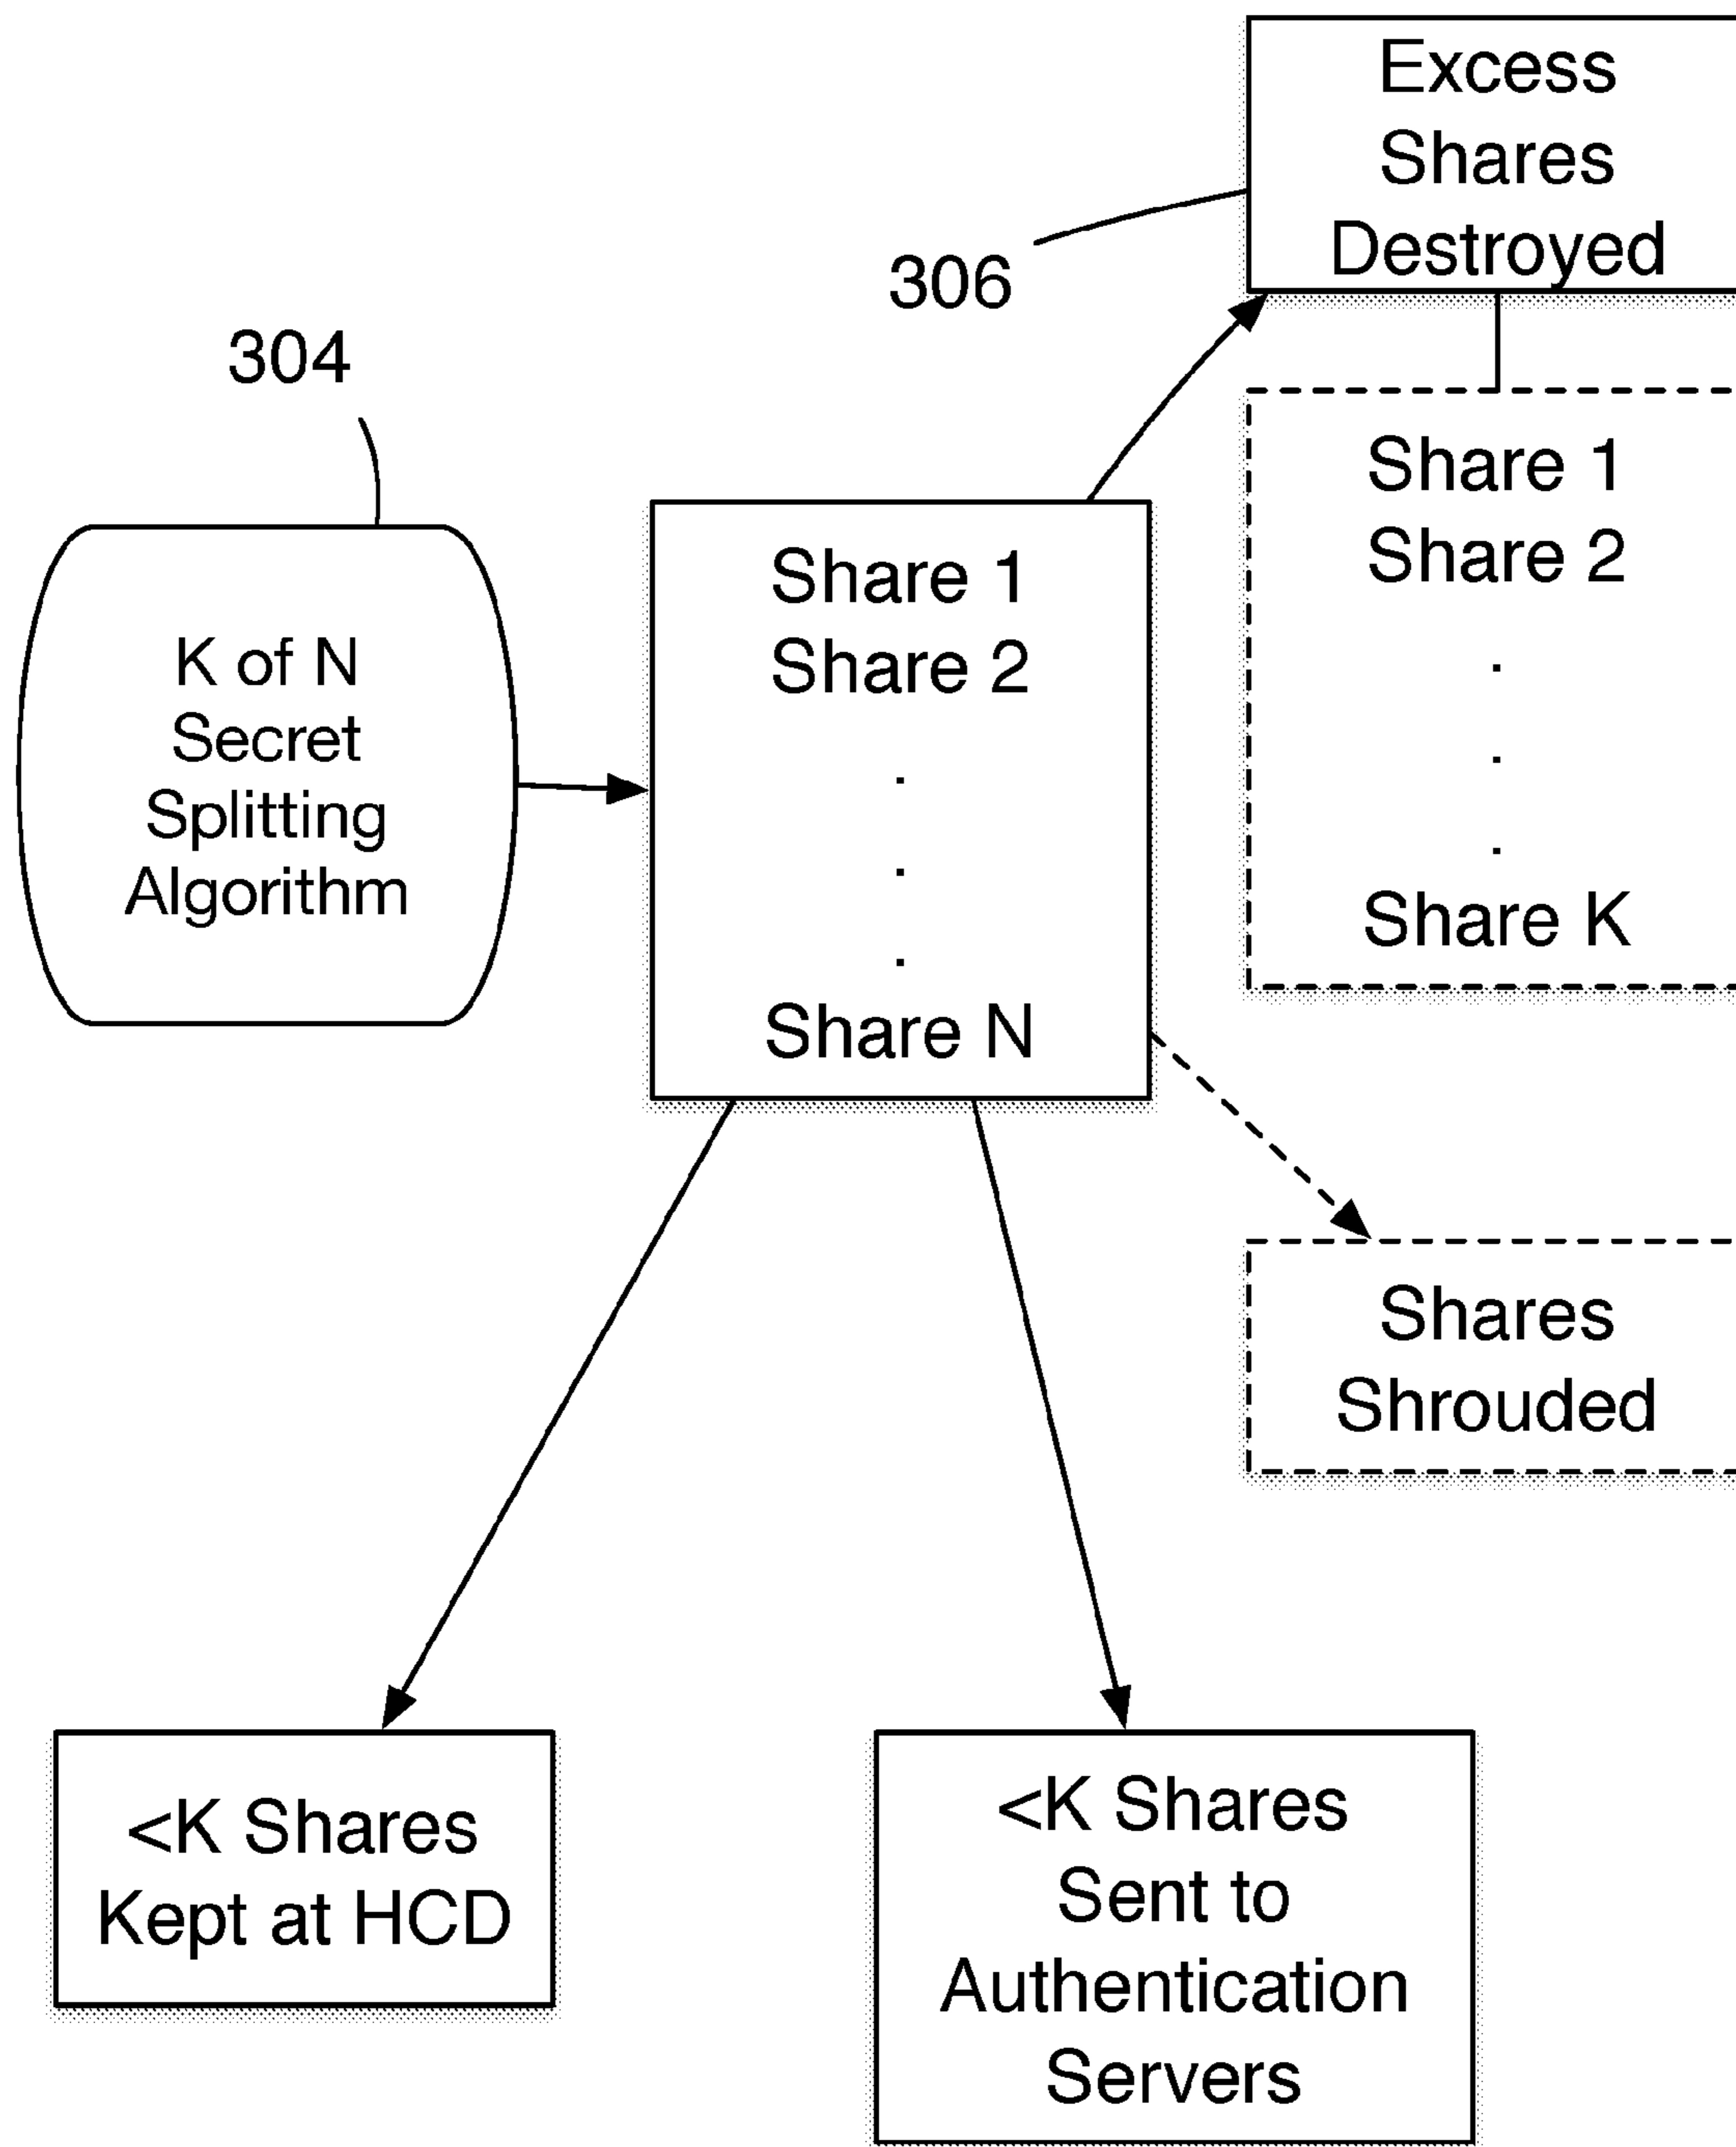 Excess
Shares
Destroyed
306
304
Share 1
Share 2
.
.
.
Share K
K of N
Secret
Splitting
Algorithm
Share 1
Share 2
.
.
.
Share N
Shares
Shrouded
<K Shares
Kept at HCD
<K Shares
Sent to
Authentication
Servers